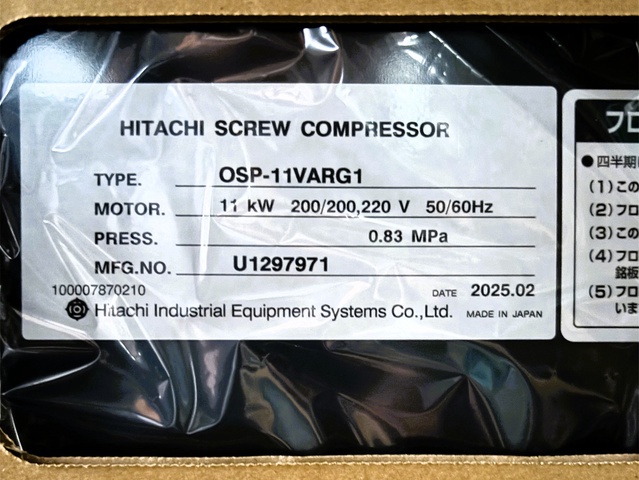 HITACHI SCREW COMPRESSOR
TYPE. OSP-11VARG1
MOTOR. 11 kW 200/200,220 V 50/60Hz
PRESS. 0.83 MPa
MFG.NO. U1297971
100007870210
DATE 2025.02
Hitachi Industrial Equipment Systems Co.,Ltd. MADE IN JAPAN
フロ
●四半期
(1)この
(2)フロ
(3)この
(4)フロ
銘板
(5)フロ
いま